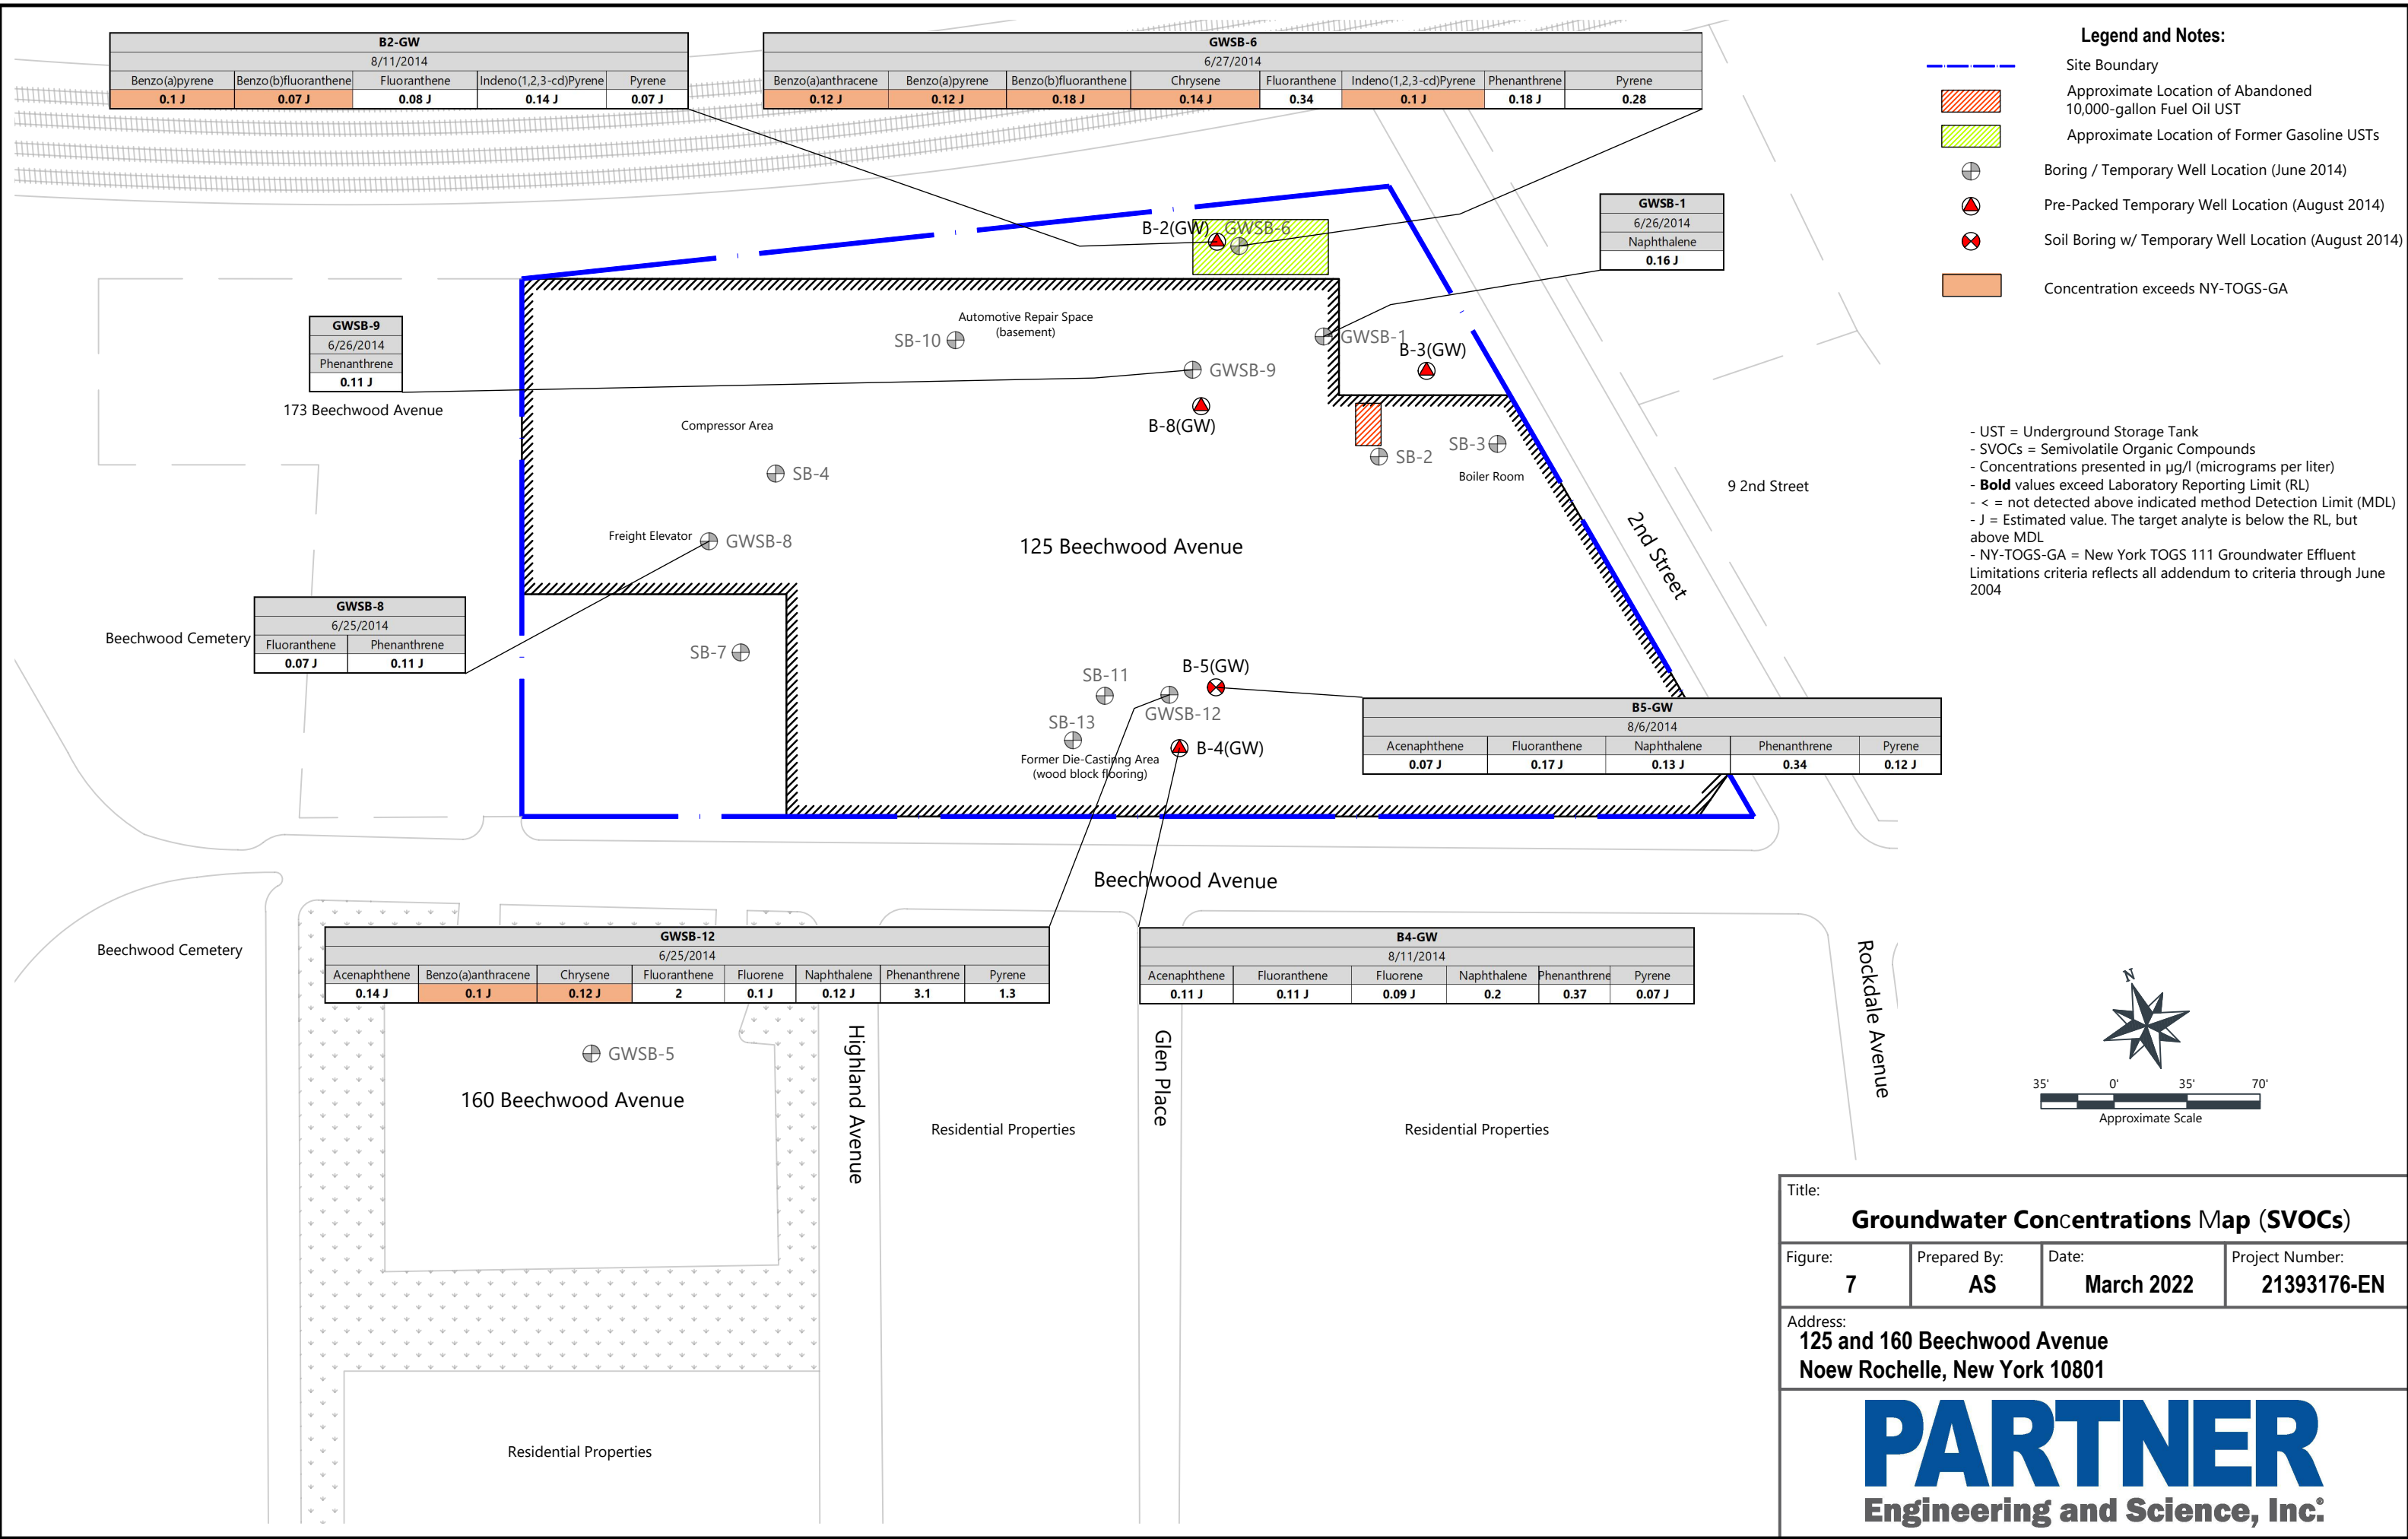 B2-GW
8/11/2014
Benzo(a)pyrene Benzo(b)fluoranthene Fluoranthene Indeno(1,2,3-cd)Pyrene Pyrene
0.1 J 0.07 J 0.08 J 0.14 J 0.07 J
GWSB-6
6/27/2014
Benzo(a)anthracene Benzo(a)pyrene Benzo(b)fluoranthene Chrysene Fluoranthene Indeno(1,2,3-cd)Pyrene Phenanthrene Pyrene
0.12 J 0.12 J 0.18 J 0.14 J 0.34 0.1 J 0.18 J 0.28
Legend and Notes:
Site Boundary
Approximate Location of Abandoned
10,000-gallon Fuel Oil UST
Approximate Location of Former Gasoline USTs
Boring / Temporary Well Location (June 2014)
Pre-Packed Temporary Well Location (August 2014)
Soil Boring w/ Temporary Well Location (August 2014)
Concentration exceeds NY-TOGS-GA
GWSB-1
6/26/2014
Naphthalene
0.16 J
B-2(GW) GWSB-6
GWSB-9
6/26/2014
Phenanthrene
0.11 J
173 Beechwood Avenue
Automotive Repair Space
(basement)
SB-10
GWSB-1
B-3(GW)
GWSB-9
B-8(GW)
Compressor Area
SB-4
SB-3
SB-2
Boiler Room
9 2nd Street
2nd Street
- UST = Underground Storage Tank
- SVOCs = Semivolatile Organic Compounds
- Concentrations presented in µg/l (micrograms per liter)
- Bold values exceed Laboratory Reporting Limit (RL)
- < = not detected above indicated method Detection Limit (MDL)
- J = Estimated value. The target analyte is below the RL, but
above MDL
- NY-TOGS-GA = New York TOGS 111 Groundwater Effluent
Limitations criteria reflects all addendum to criteria through June
2004
Freight Elevator
GWSB-8
125 Beechwood Avenue
GWSB-8
6/25/2014
Fluoranthene Phenanthrene
0.07 J 0.11 J
Beechwood Cemetery
SB-7
SB-11
B-5(GW)
GWSB-12
SB-13
B-4(GW)
Former Die-Castinng Area
(wood block flooring)
B5-GW
8/6/2014
Acenaphthene Fluoranthene Naphthalene Phenanthrene Pyrene
0.07 J 0.17 J 0.13 J 0.34 0.12 J
Beechwood Avenue
Beechwood Cemetery
GWSB-12
6/25/2014
Acenaphthene Benzo(a)anthracene Chrysene Fluoranthene Fluorene Naphthalene Phenanthrene Pyrene
0.14 J 0.1 J 0.12 J 2 0.1 J 0.12 J 3.1 1.3
B4-GW
8/11/2014
Acenaphthene Fluoranthene Fluorene Naphthalene Phenanthrene Pyrene
0.11 J 0.11 J 0.09 J 0.2 0.37 0.07 J
Rockdale Avenue
GWSB-5
160 Beechwood Avenue
Highland Avenue
Glen Place
Residential Properties
Residential Properties
Residential Properties
N
35' 0' 35' 70'
Approximate Scale
Title:
Groundwater Concentrations Map (SVOCs)
Figure: Prepared By: Date: Project Number:
7 AS March 2022 21393176-EN
Address:
125 and 160 Beechwood Avenue
Noew Rochelle, New York 10801
PARTNER
Engineering and Science, Inc.®